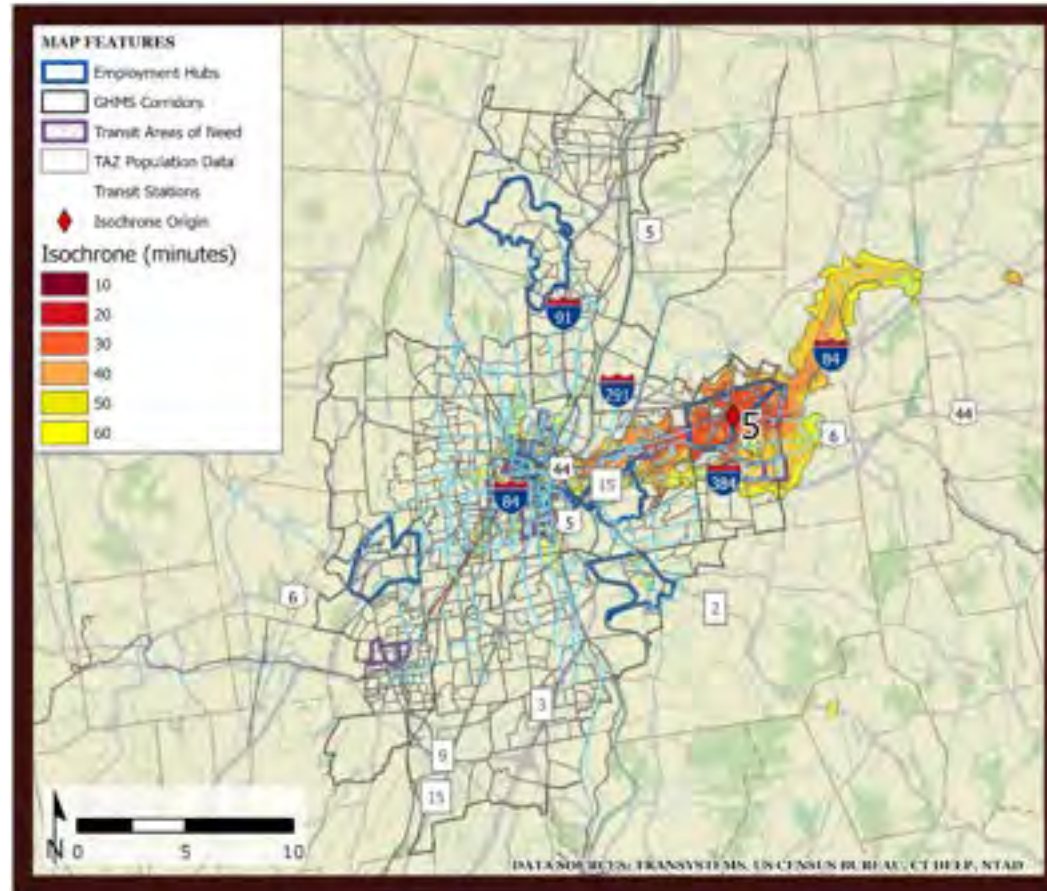 MAP FEATURES
Employment Hubs
GHMS Corridors
Transit Areas of Need
TAZ Population Data
Transit Stations
Isochrone Origin
Isochrone (minutes)
10
20
30
40
50
60
5
91
84
291
44
5
6
44
15
384
84
5
6
2
3
9
15
N 0 5 10
DATA SOURCES: TRANSYSTEMS, US CENSUS BUREAU, CT DEEP, NTAD